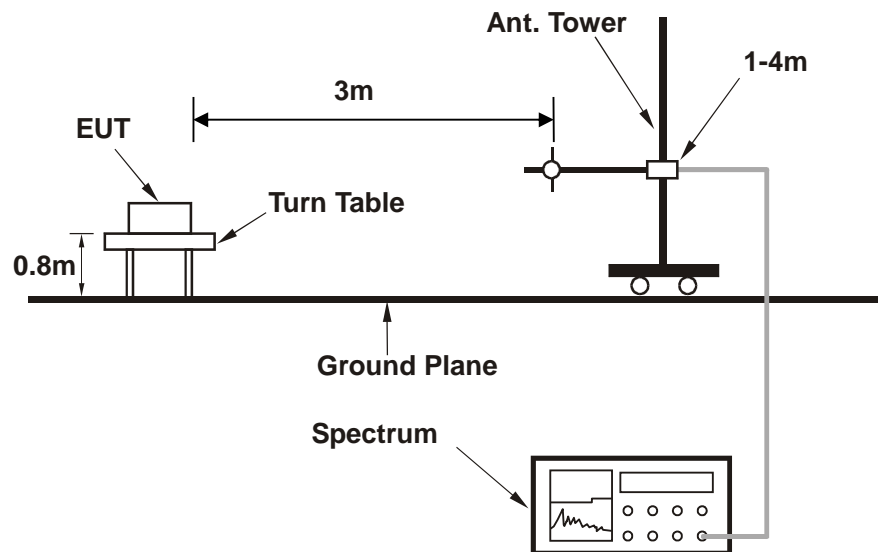 Ant. Tower
1-4m
3m
EUT
Turn Table
0.8m
Ground Plane
Spectrum